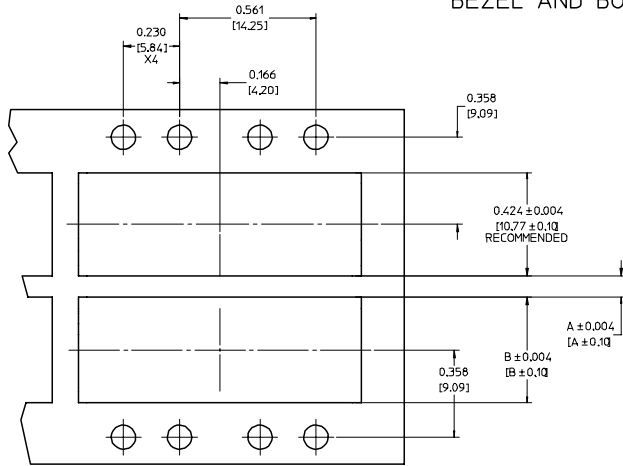 BEZEL AND BO
0.561
[14.25]
0.230
[5.84]
X4
0.166
[4.20]
0.358
[9.09]
0.424 ±0.004
[10.77 ±0.10]
RECOMMENDED
A ±0.004
[A ±0.10]
B ±0.004
[B ±0.10]
0.358
[9.09]